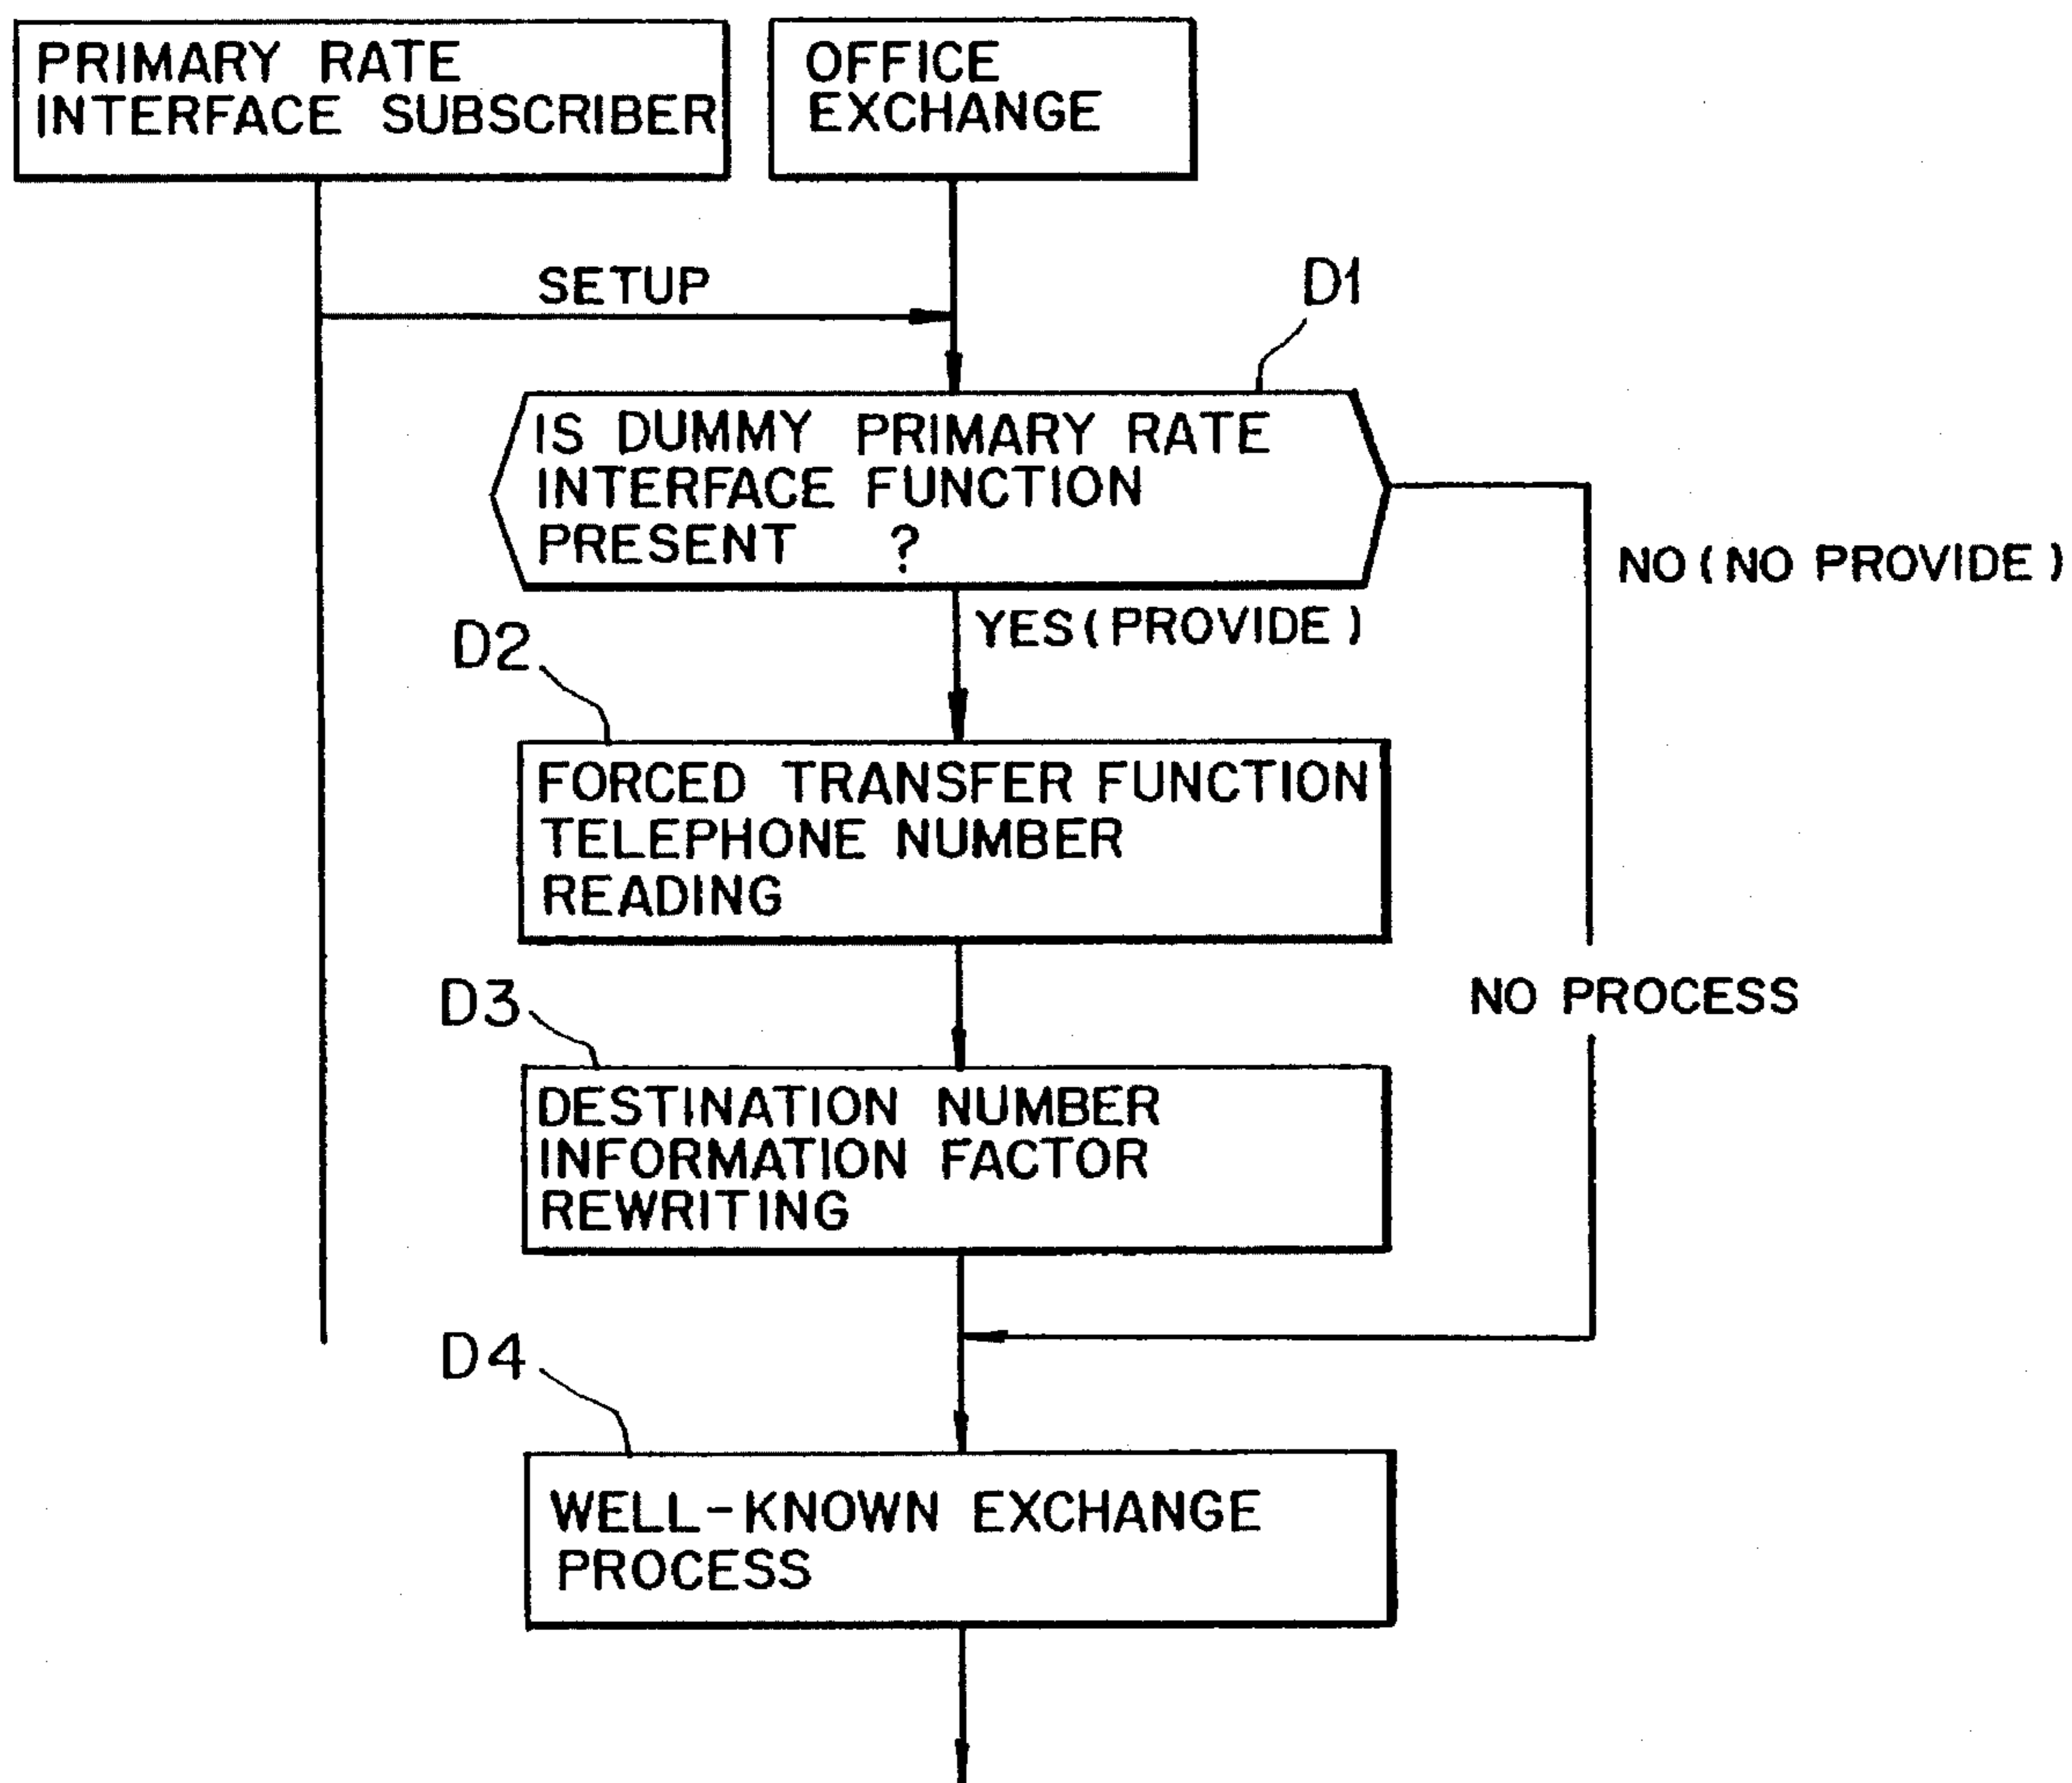 PRIMARY RATE
INTERFACE SUBSCRIBER
OFFICE
EXCHANGE
SETUP
D1
IS DUMMY PRIMARY RATE
INTERFACE FUNCTION
PRESENT ?
NO (NO PROVIDE)
YES (PROVIDE)
D2
FORCED TRANSFER FUNCTION
TELEPHONE NUMBER
READING
NO PROCESS
D3
DESTINATION NUMBER
INFORMATION FACTOR
REWRITING
D4
WELL-KNOWN EXCHANGE
PROCESS